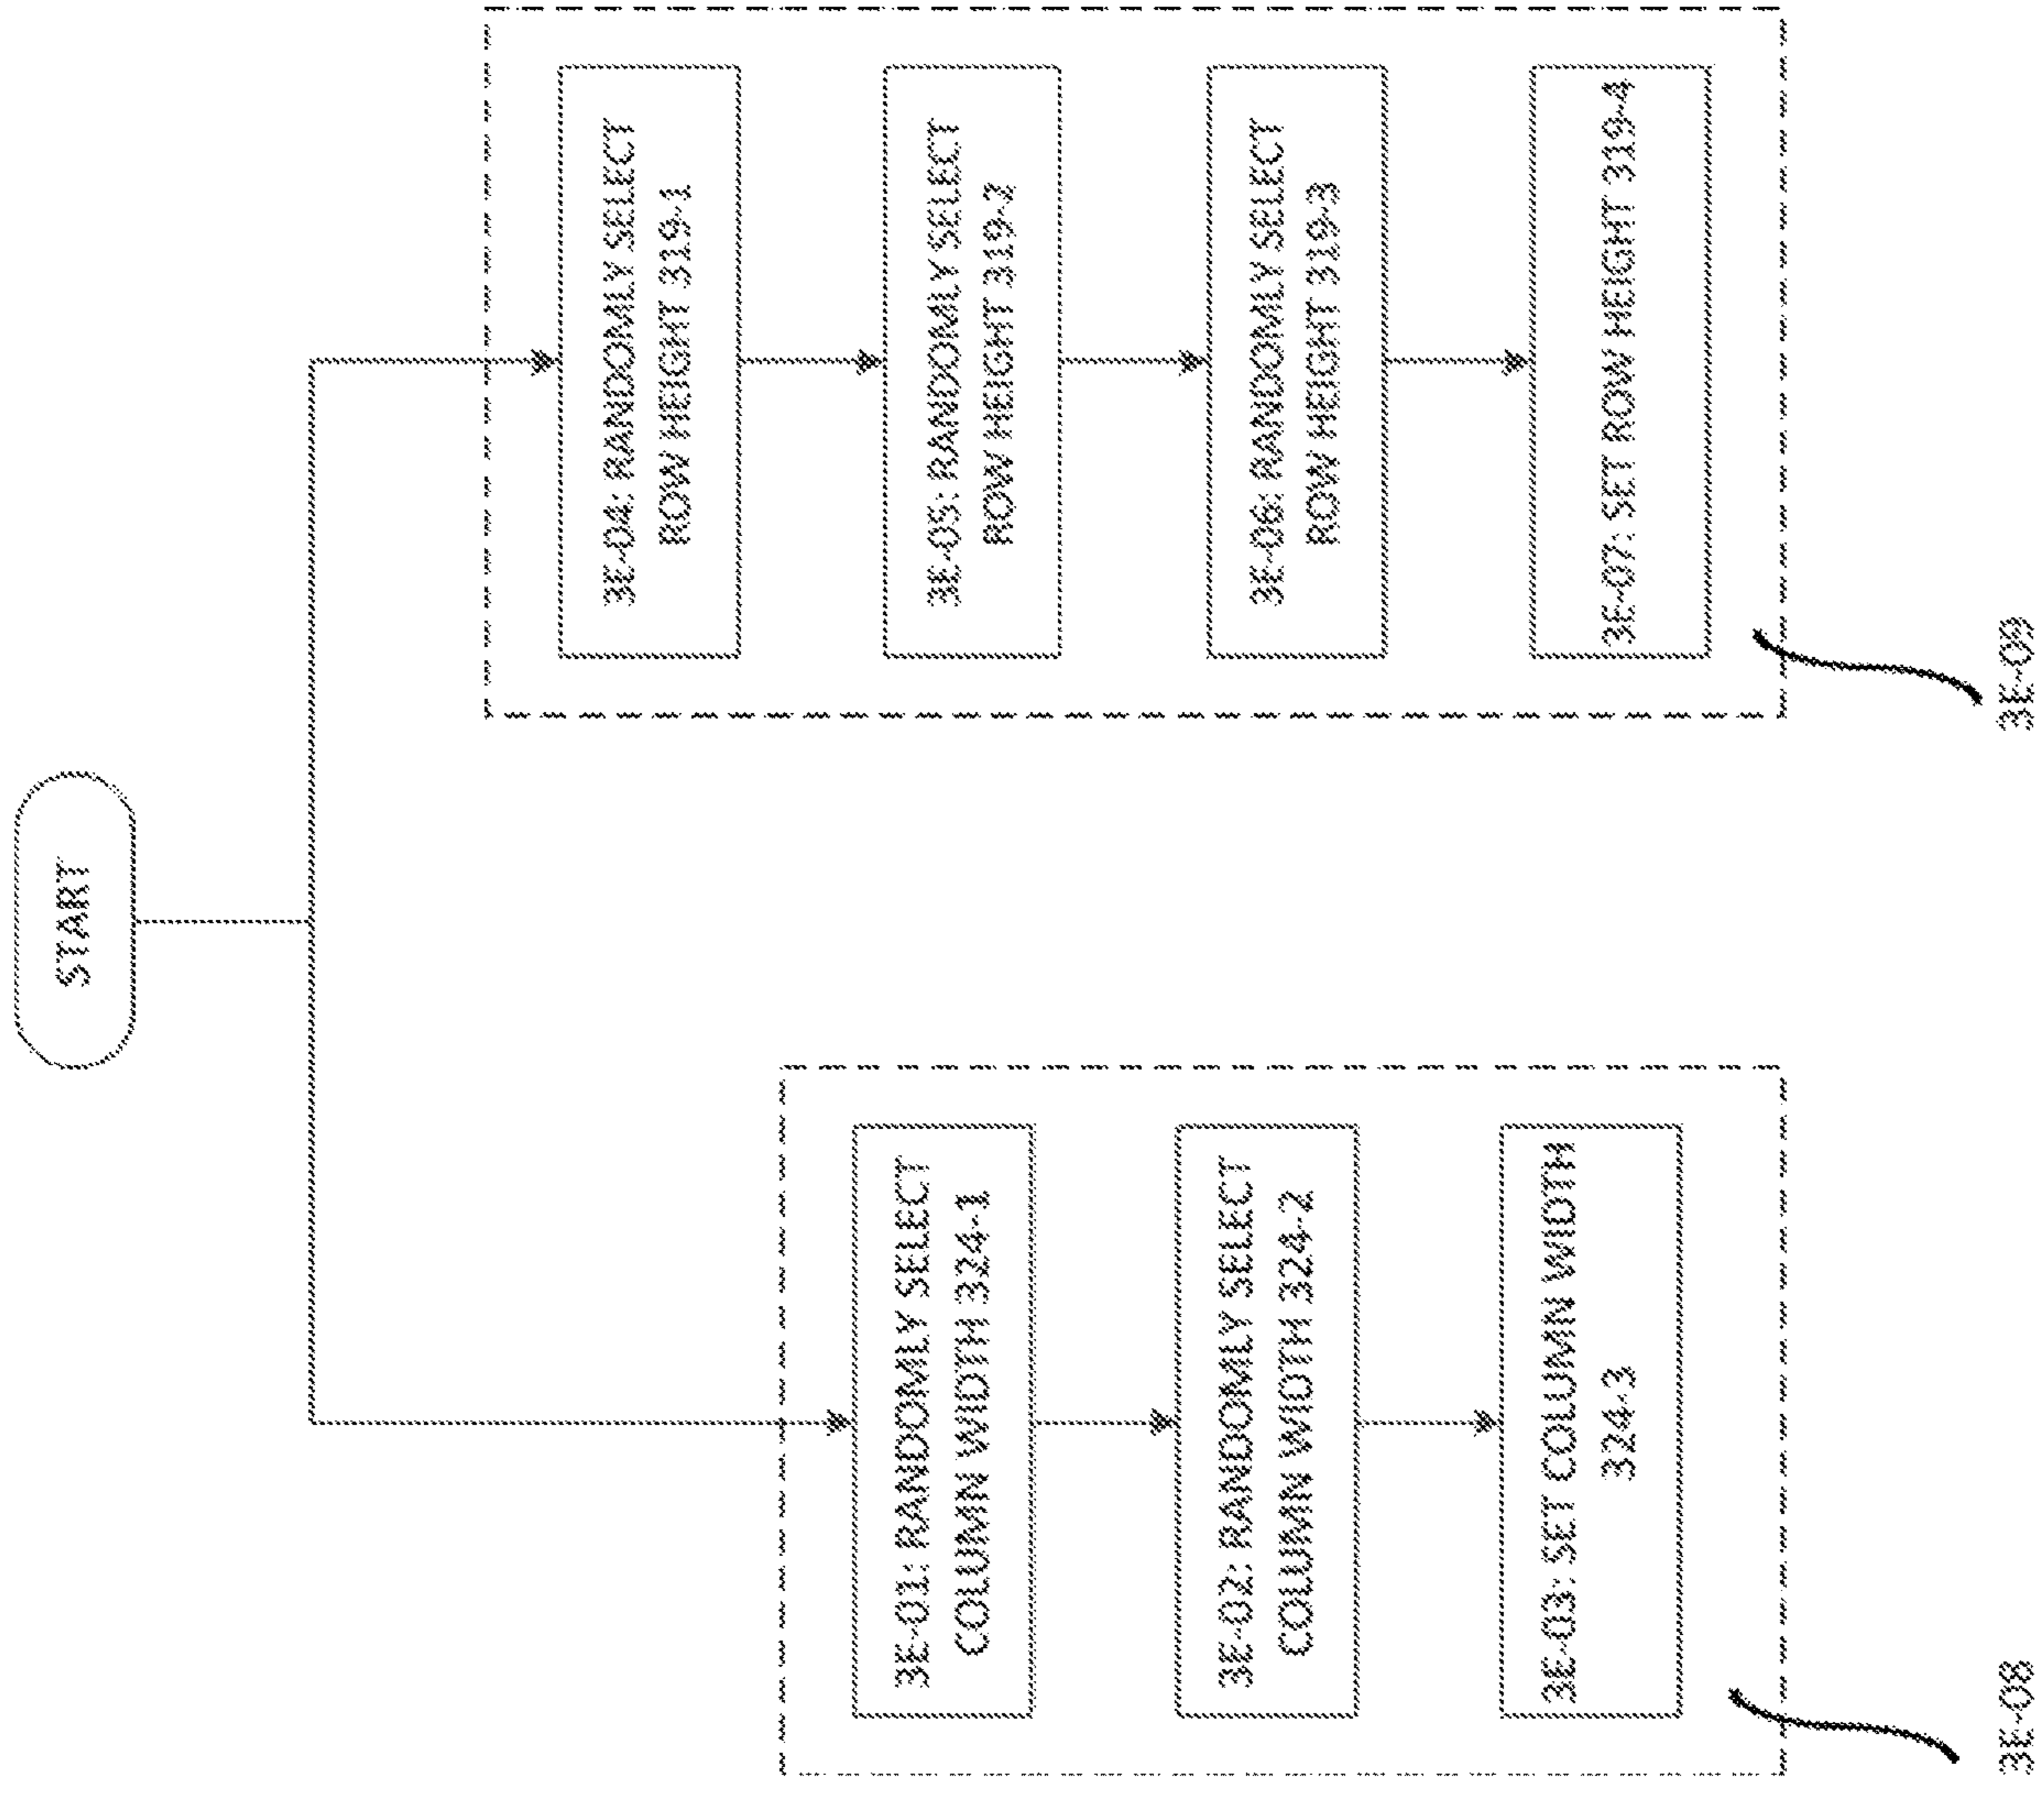 START
3E-01: RANDOMLY SELECT
COLUMN WIDTH 324-1
3E-02: RANDOMLY SELECT
COLUMN WIDTH 324-2
3E-03: SET COLUMN WIDTH
324-3
3E-08
3E-04: RANDOMLY SELECT
ROW HEIGHT 319-1
3E-05: RANDOMLY SELECT
ROW HEIGHT 319-2
3E-06: RANDOMLY SELECT
ROW HEIGHT 319-3
3E-07: SET ROW HEIGHT 319-4
3E-09